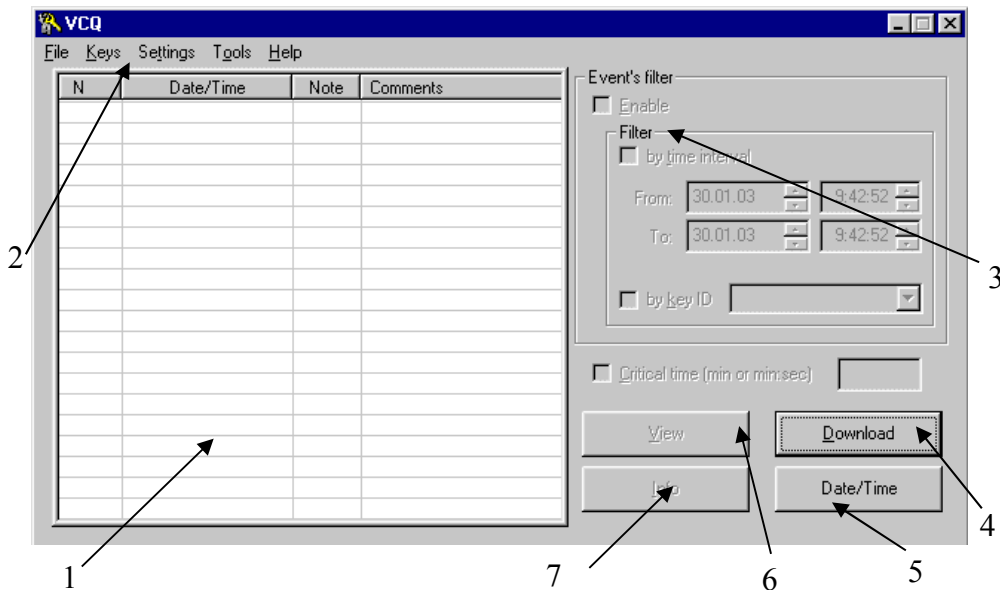 VCQ
File Keys Settings Tools Help
N Date/Time Note Comments
Event's filter
Enable
Filter
by time interval
From: 30.01.03 9:42:52
To: 30.01.03 9:42:52
by key ID
Critical time (min or min:sec)
View Download
Info Date/Time
1
2
3
4
5
6
7